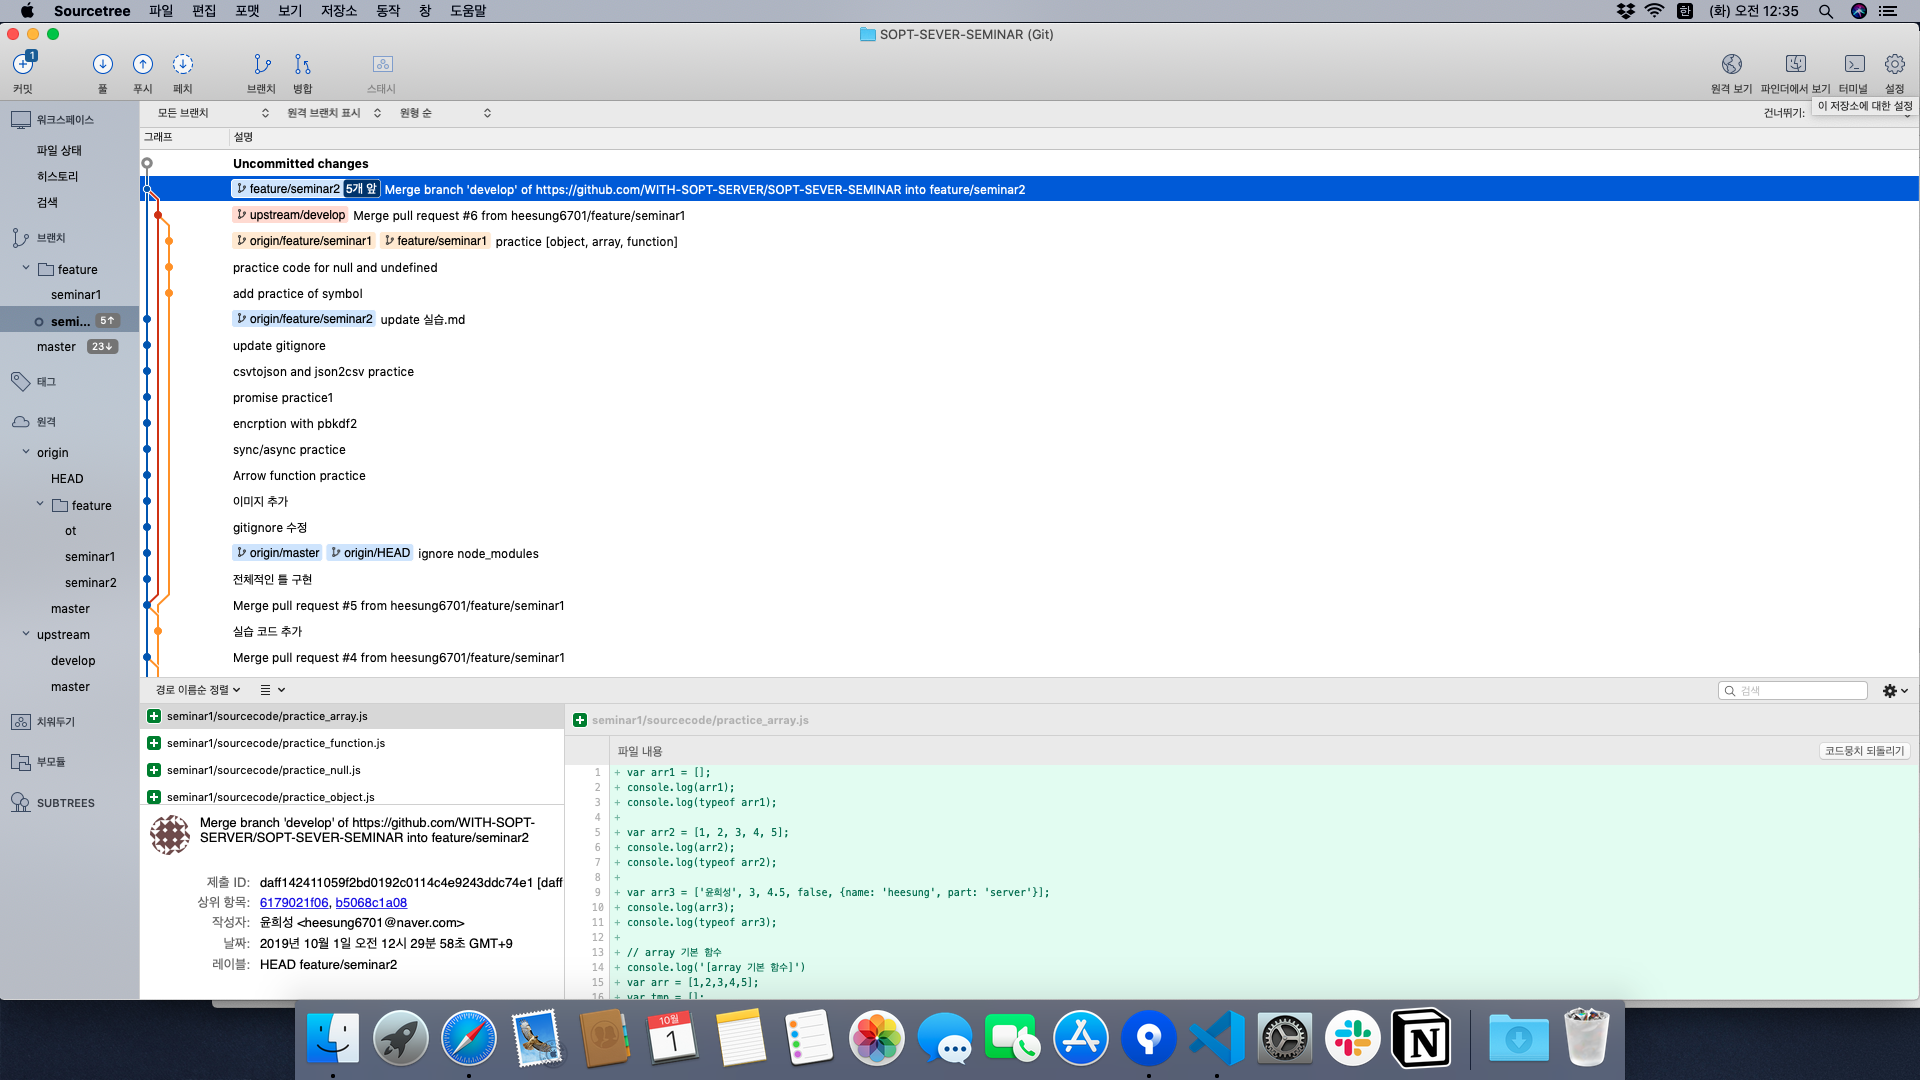 Sourcetree 파일 편집 포맷 보기 저장소 동작 창 도움말 한 (화) 오전 12:35
SOPT-SEVER-SEMINAR (Git)
1
커밋 풀 푸시 페치 브랜치 병합 스태시 원격 보기 파인더에서 보기 터미널 설정
이 저장소에 대한 설정
모든 브랜치 원격 브랜치 표시 원형 순 건너뛰기:
그래프 설명
워크스페이스
파일 상태
히스토리
검색
브랜치
feature
seminar1
semi... 5↑
master 23↓
태그
원격
origin
HEAD
feature
ot
seminar1
seminar2
master
upstream
develop
master
치워두기
부모듈
SUBTREES
Uncommitted changes
feature/seminar2 5개 앞 Merge branch 'develop' of https://github.com/WITH-SOPT-SERVER/SOPT-SEVER-SEMINAR into feature/seminar2
upstream/develop Merge pull request #6 from heesung6701/feature/seminar1
origin/feature/seminar1 feature/seminar1 practice [object, array, function]
practice code for null and undefined
add practice of symbol
origin/feature/seminar2 update 실습.md
update gitignore
csvtojson and json2csv practice
promise practice1
encrption with pbkdf2
sync/async practice
Arrow function practice
이미지 추가
gitignore 수정
origin/master origin/HEAD ignore node_modules
전체적인 틀 구현
Merge pull request #5 from heesung6701/feature/seminar1
실습 코드 추가
Merge pull request #4 from heesung6701/feature/seminar1
경로 이름순 정렬 검색
seminar1/sourcecode/practice_array.js
seminar1/sourcecode/practice_function.js
seminar1/sourcecode/practice_null.js
seminar1/sourcecode/practice_object.js
Merge branch 'develop' of https://github.com/WITH-SOPT-
SERVER/SOPT-SEVER-SEMINAR into feature/seminar2
제출 ID: daff142411059f2bd0192c0114c4e9243ddc74e1 [daff
상위 항목: 6179021f06, b5068c1a08
작성자: 윤희성 <heesung6701@naver.com>
날짜: 2019년 10월 1일 오전 12시 29분 58초 GMT+9
레이블: HEAD feature/seminar2
seminar1/sourcecode/practice_array.js
파일 내용 코드뭉치 되돌리기
1 + var arr1 = [];
2 + console.log(arr1);
3 + console.log(typeof arr1);
4 +
5 + var arr2 = [1, 2, 3, 4, 5];
6 + console.log(arr2);
7 + console.log(typeof arr2);
8 +
9 + var arr3 = ['윤희성', 3, 4.5, false, {name: 'heesung', part: 'server'}];
10 + console.log(arr3);
11 + console.log(typeof arr3);
12 +
13 + // array 기본 함수
14 + console.log('[array 기본 함수]')
15 + var arr = [1,2,3,4,5];
16 + var tmp = [];
10월
1
N